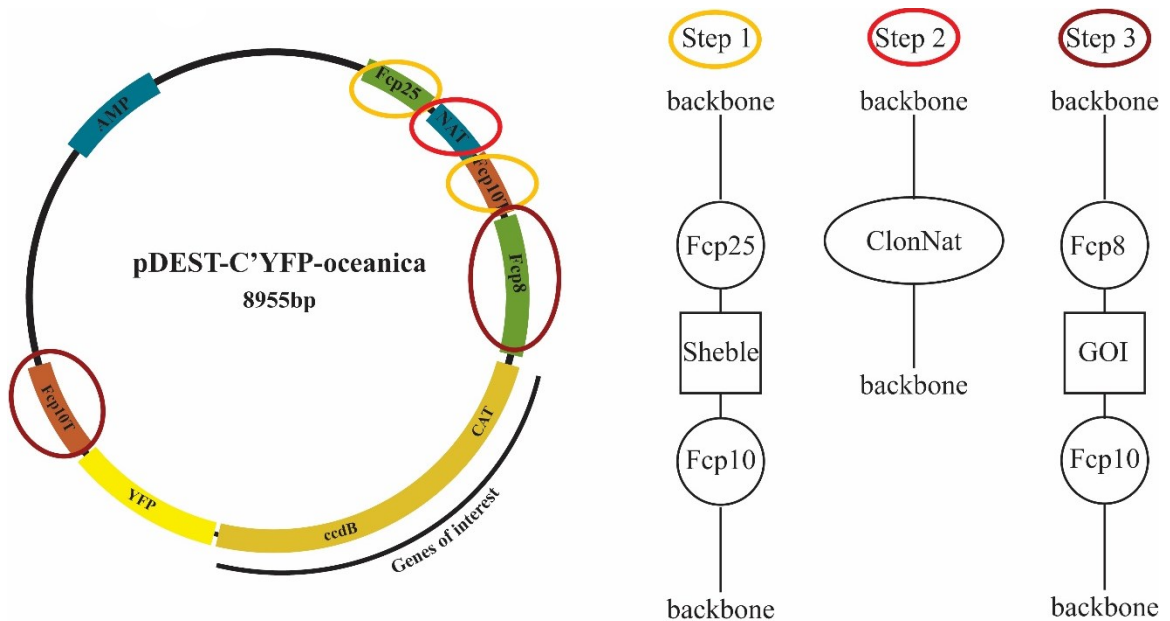 Fcp25
NAT
Fcp10T
Fcp8
AMP
pDEST-C’YFP-oceanica
8955bp
CAT
ccdB
YFP
Fcp10T
Genes of interest
Step 1
backbone
Fcp25
Sheble
Fcp10
backbone
Step 2
backbone
ClonNat
backbone
Step 3
backbone
Fcp8
GOI
Fcp10
backbone